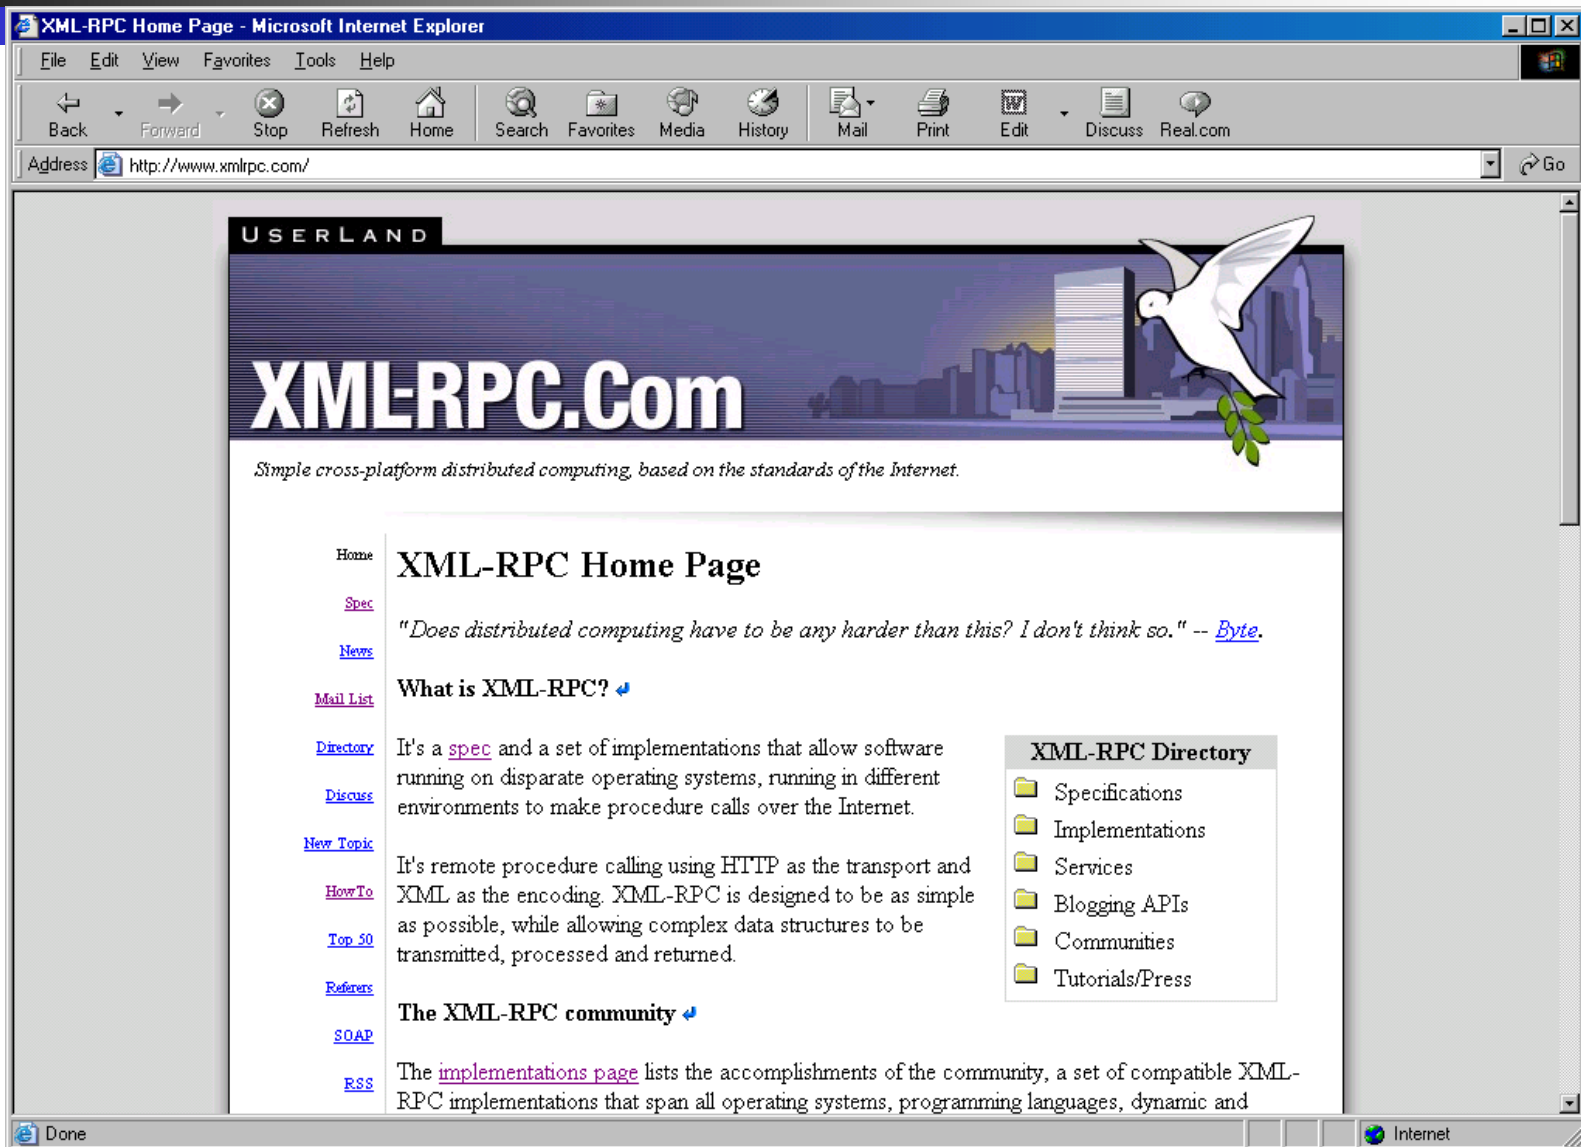 XML-RPC Home Page - Microsoft Internet Explorer
File Edit View Favorites Tools Help
Back Forward Stop Refresh Home Search Favorites Media History Mail Print Edit Discuss Real.com
Address http://www.xmlrpc.com/ Go
USERLAND
XML-RPC.Com
Simple cross-platform distributed computing, based on the standards of the Internet.
Home
Spec
News
Mail List
Directory
Discuss
New Topic
HowTo
Top 50
Referers
SOAP
RSS
XML-RPC Home Page
"Does distributed computing have to be any harder than this? I don't think so." -- Byte.
What is XML-RPC?
It's a spec and a set of implementations that allow software
running on disparate operating systems, running in different
environments to make procedure calls over the Internet.
It's remote procedure calling using HTTP as the transport and
XML as the encoding. XML-RPC is designed to be as simple
as possible, while allowing complex data structures to be
transmitted, processed and returned.
XML-RPC Directory
Specifications
Implementations
Services
Blogging APIs
Communities
Tutorials/Press
The XML-RPC community
The implementations page lists the accomplishments of the community, a set of compatible XML-
RPC implementations that span all operating systems, programming languages, dynamic and
Done Internet